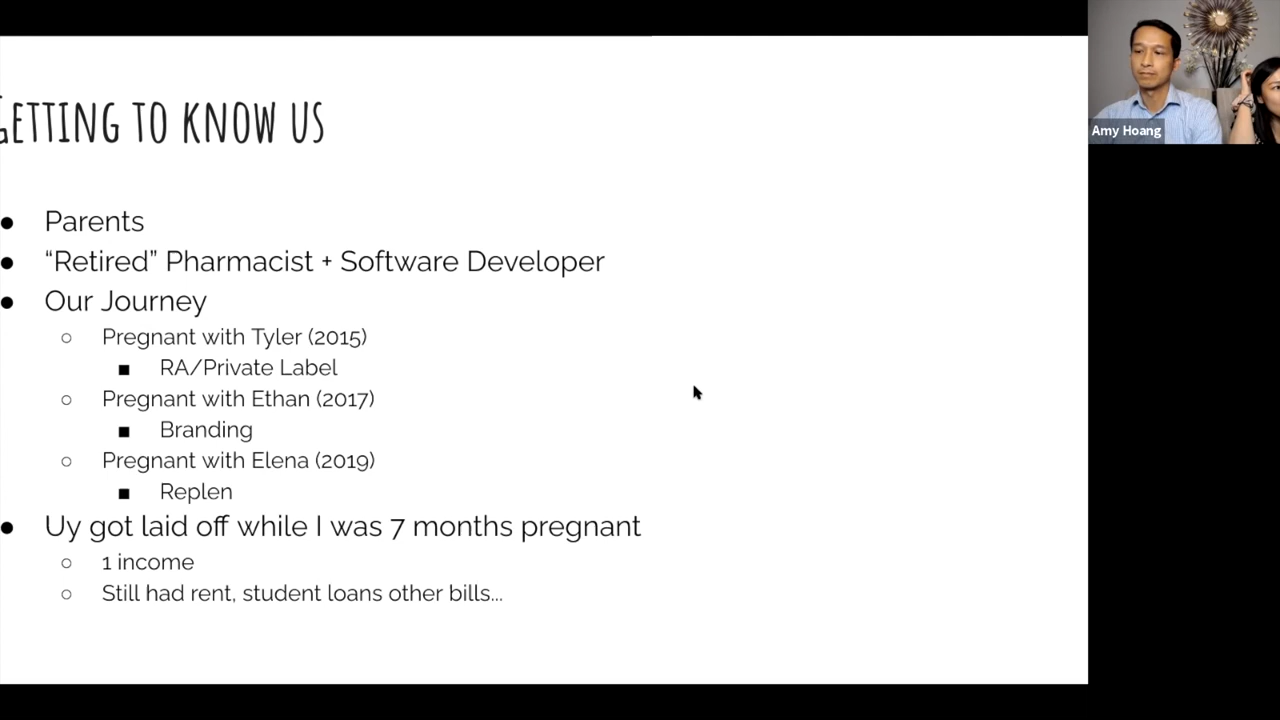 GETTING TO KNOW US
Amy Hoang
● Parents
● “Retired” Pharmacist + Software Developer
● Our Journey
○ Pregnant with Tyler (2015)
■ RA/Private Label
○ Pregnant with Ethan (2017)
■ Branding
○ Pregnant with Elena (2019)
■ Replen
● Uy got laid off while I was 7 months pregnant
○ 1 income
○ Still had rent, student loans other bills...